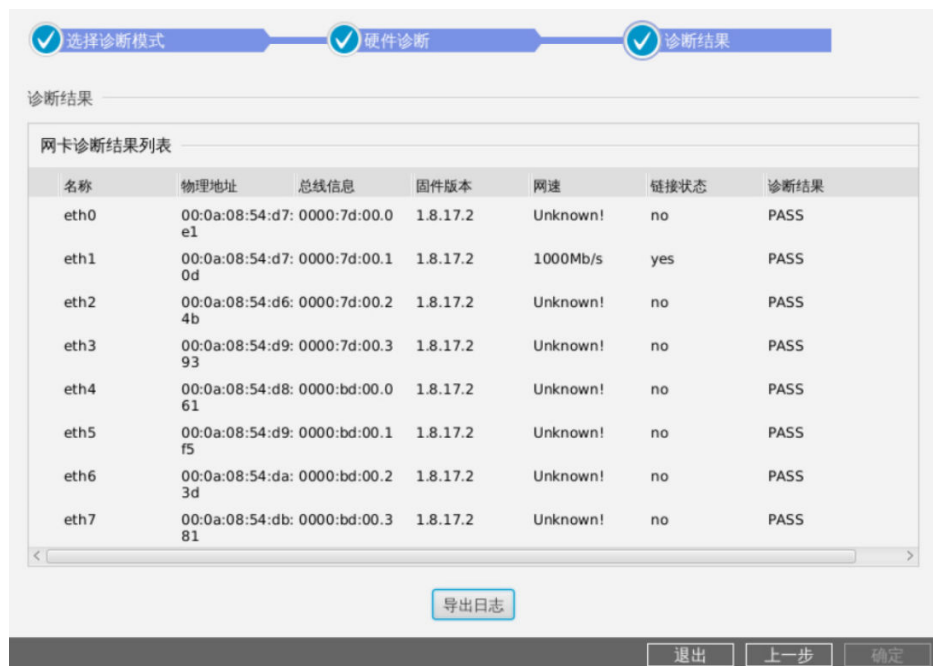 选择诊断模式 硬件诊断 诊断结果
诊断结果
网卡诊断结果列表
名称 物理地址 总线信息 固件版本 网速 链接状态 诊断结果
eth0 00:0a:08:54:d7: 0000:7d:00.0 1.8.17.2 Unknown! no PASS
e1
eth1 00:0a:08:54:d7: 0000:7d:00.1 1.8.17.2 1000Mb/s yes PASS
0d
eth2 00:0a:08:54:d6: 0000:7d:00.2 1.8.17.2 Unknown! no PASS
4b
eth3 00:0a:08:54:d9: 0000:7d:00.3 1.8.17.2 Unknown! no PASS
93
eth4 00:0a:08:54:d8: 0000:bd:00.0 1.8.17.2 Unknown! no PASS
61
eth5 00:0a:08:54:d9: 0000:bd:00.1 1.8.17.2 Unknown! no PASS
f5
eth6 00:0a:08:54:da: 0000:bd:00.2 1.8.17.2 Unknown! no PASS
3d
eth7 00:0a:08:54:db: 0000:bd:00.3 1.8.17.2 Unknown! no PASS
81
导出日志
退出 上一步 确定